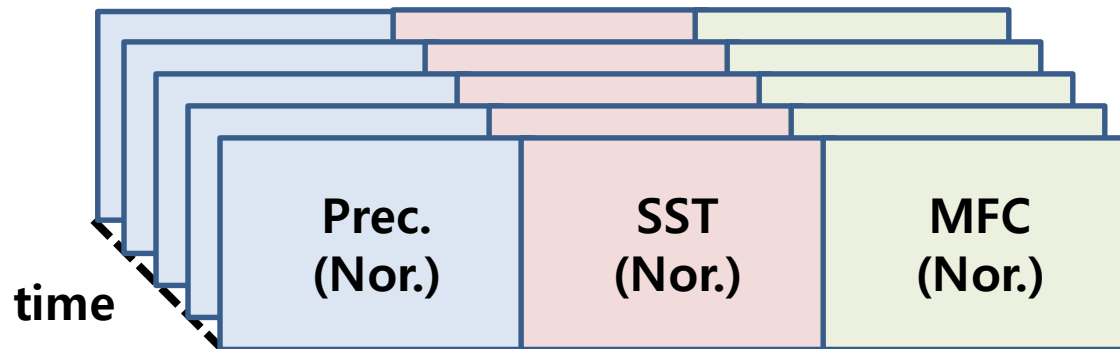 Prec.
(Nor.)
SST
(Nor.)
MFC
(Nor.)
time